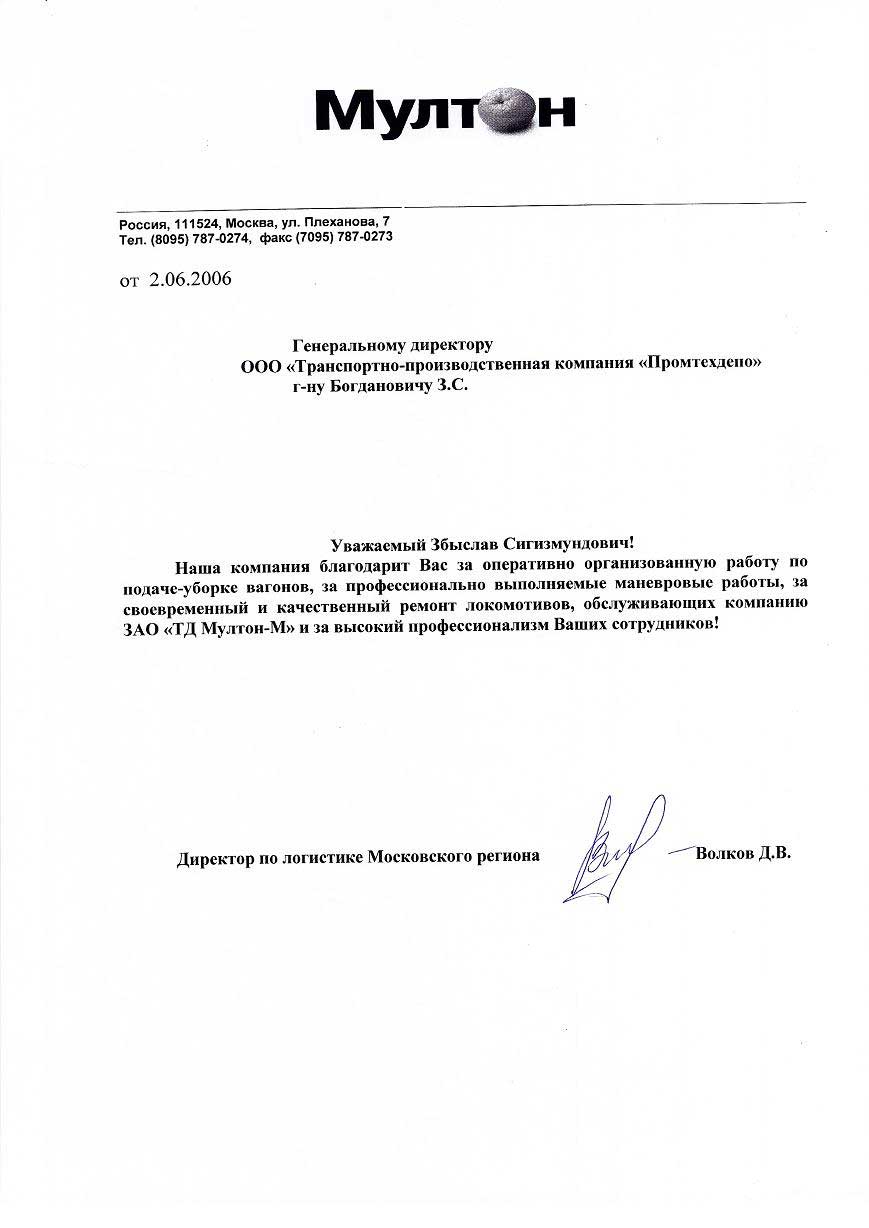 Мултон
Россия, 111524, Москва, ул. Плеханова, 7
Тел. (8095) 787-0274, факс (7095) 787-0273
от 2.06.2006
Генеральному директору
ООО «Транспортно-производственная компания «Промтехдепо»
г-ну Богдановичу З.С.
Уважаемый Збыслав Сигизмундович!
Наша компания благодарит Вас за оперативно организованную работу по
подаче-уборке вагонов, за профессионально выполняемые маневровые работы, за
своевременный и качественный ремонт локомотивов, обслуживающих компанию
ЗАО «ТД Мултон-М» и за высокий профессионализм Ваших сотрудников!
Директор по логистике Московского региона Волков Д.В.